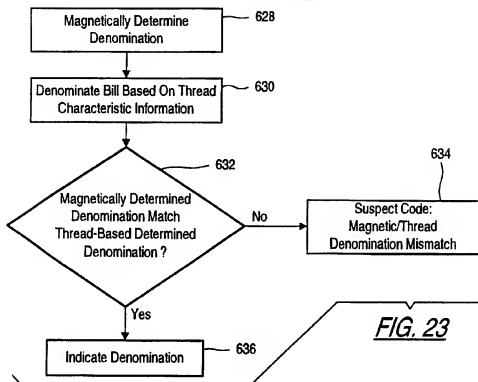 Magnetically Determine
Denomination
628
Denominate Bill Based On Thread
Characteristic Information
630
632
Magnetically Determined
Denomination Match
Thread-Based Determined
Denomination ?
No
634
Suspect Code:
Magnetic/Thread
Denomination Mismatch
Yes
FIG. 23
Indicate Denomination
636